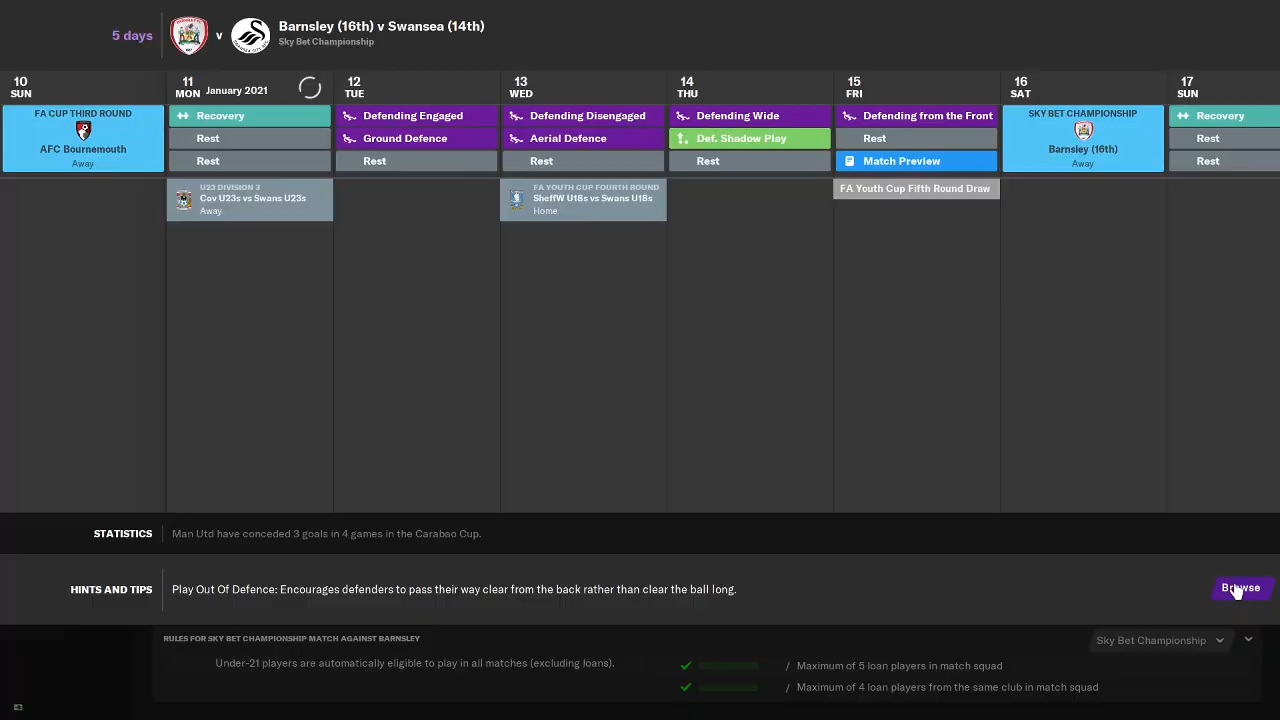 5 days
v
Barnsley (16th) v Swansea (14th)
Sky Bet Championship
10
SUN
11
MON January 2021
12
TUE
13
WED
14
THU
15
FRI
16
SAT
17
SUN
FA CUP THIRD ROUND
AFC Bournemouth
Away
Recovery
Rest
Rest
Defending Engaged
Ground Defence
Rest
Defending Disengaged
Aerial Defence
Rest
Defending Wide
Def. Shadow Play
Rest
Defending from the Front
Rest
Match Preview
SKY BET CHAMPIONSHIP
Barnsley (16th)
Away
Recovery
Rest
Rest
U23 DIVISION 3
Cov U23s vs Swans U23s
Away
FA YOUTH CUP FOURTH ROUND
SheffW U18s vs Swans U18s
Home
FA Youth Cup Fifth Round Draw
STATISTICS
Man Utd have conceded 3 goals in 4 games in the Carabao Cup.
HINTS AND TIPS
Play Out Of Defence: Encourages defenders to pass their way clear from the back rather than clear the ball long.
Browse
RULES FOR SKY BET CHAMPIONSHIP MATCH AGAINST BARNSLEY
Sky Bet Championship
Under-21 players are automatically eligible to play in all matches (excluding loans).
/ Maximum of 5 loan players in match squad
/ Maximum of 4 loan players from the same club in match squad